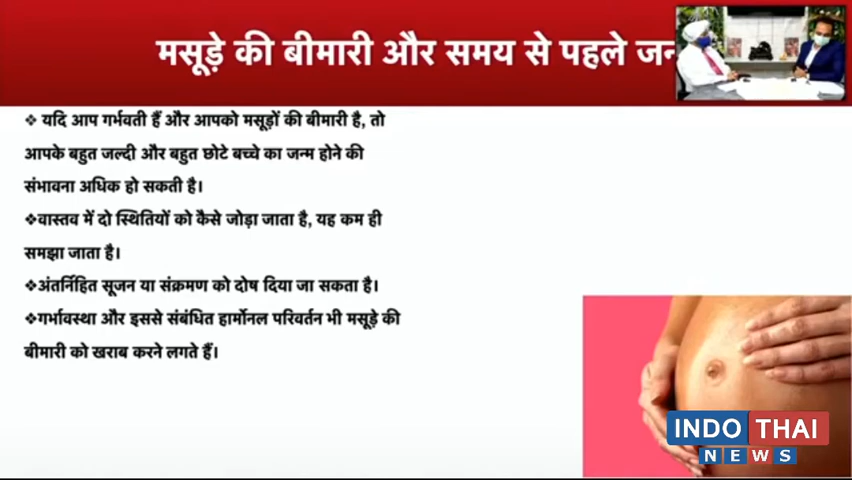 मसूड़े की बीमारी और समय से पहले
❖ यदि आप गर्भवती हैं और आपको मसूड़ों की बीमारी है, तो
आपके बहुत जल्दी और बहुत छोटे बच्चे का जन्म होने की
संभावना अधिक हो सकती है।
❖वास्तव में दो स्थितियों को कैसे जोड़ा जाता है, यह कम ही
समझा जाता है।
❖अंतर्निहित सूजन या संक्रमण को दोष दिया जा सकता है।
❖गर्भावस्था और इससे संबंधित हार्मोनल परिवर्तन भी मसूड़े की
बीमारी को खराब करने लगते हैं।
INDO THAI
NEWS